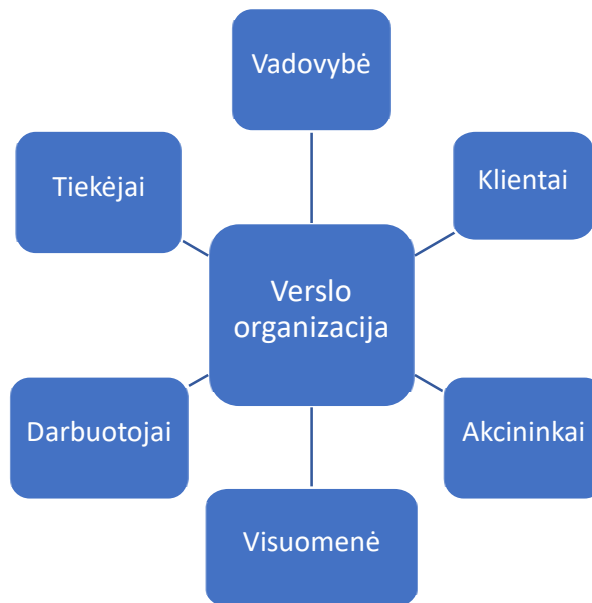 Vadovybė
Tiekėjai
Klientai
Verslo
organizacija
Darbuotojai
Akcininkai
Visuomenė